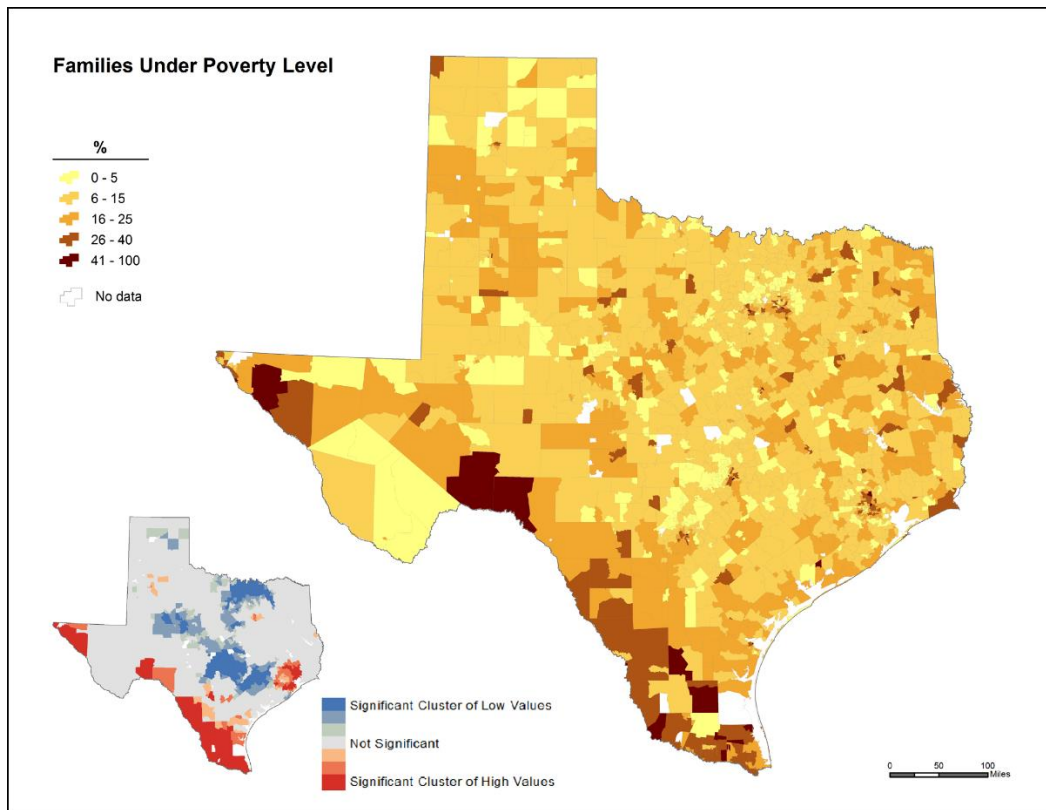 Families Under Poverty Level
%
0 - 5
6 - 15
16 - 25
26 - 40
41 - 100
No data
Significant Cluster of Low Values
Not Significant
Significant Cluster of High Values
0 50 100
Miles